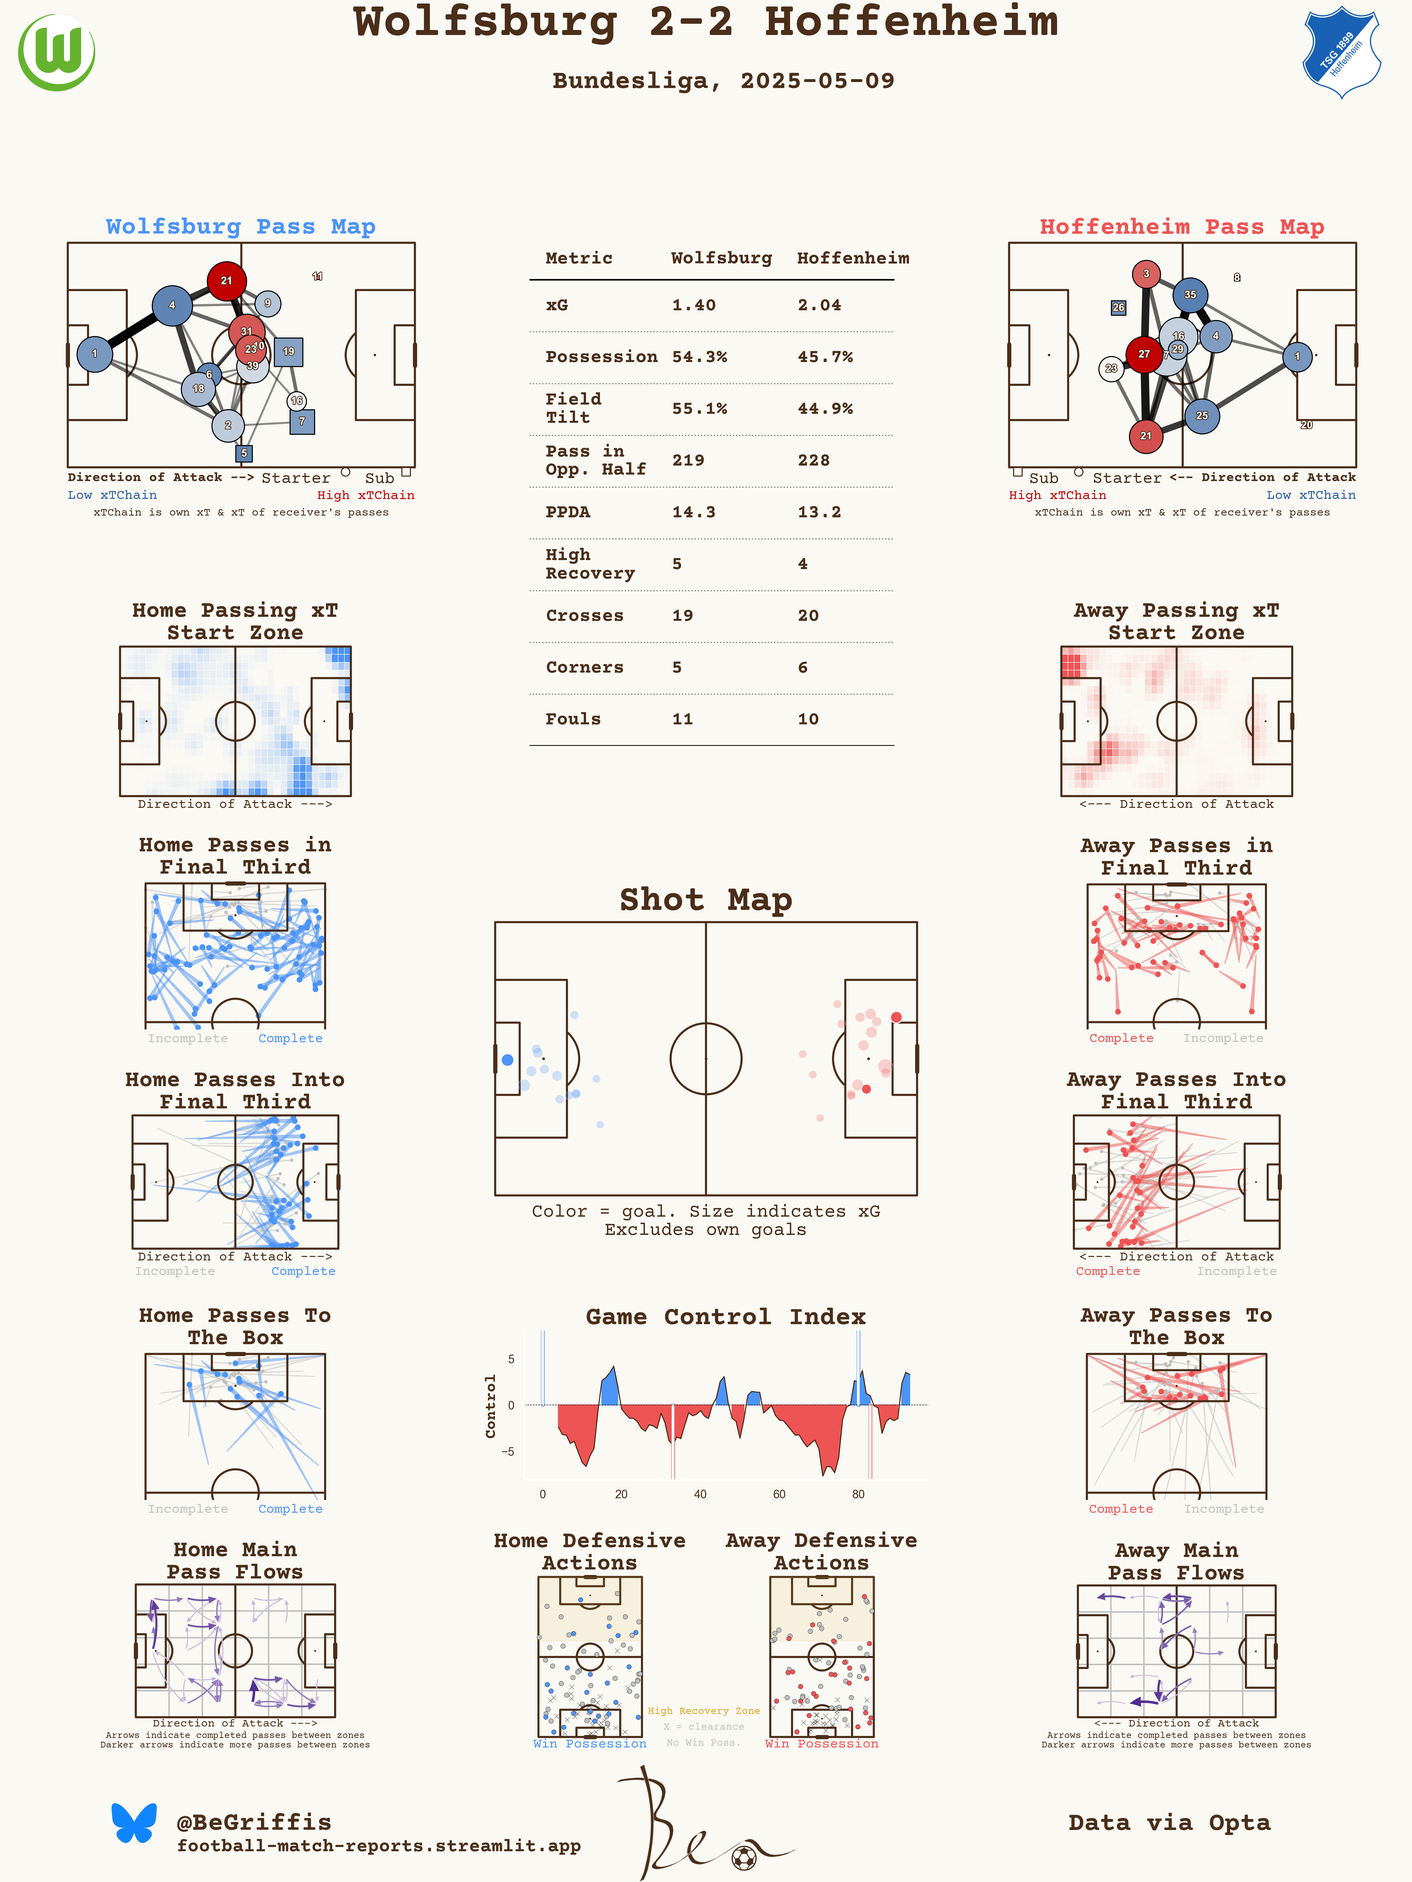 Wolfsburg 2-2 Hoffenheim
Bundesliga, 2025-05-09
TSG 1899
Hoffenheim
Wolfsburg Pass Map
11
21
9
4
31
10
23
19
1
39
6
18
16
2
7
5
Direction of Attack --> Starter Sub
Low xTChain High xTChain
xTChain is own xT & xT of receiver's passes
Metric Wolfsburg Hoffenheim
xG 1.40 2.04
Possession 54.3% 45.7%
Field
Tilt 55.1% 44.9%
Pass in
Opp. Half 219 228
PPDA 14.3 13.2
High
Recovery 5 4
Crosses 19 20
Corners 5 6
Fouls 11 10
Hoffenheim Pass Map
3
8
35
26
16
4
29
27
7
1
23
25
20
21
Sub Starter <-- Direction of Attack
High xTChain Low xTChain
xTChain is own xT & xT of receiver's passes
Home Passing xT
Start Zone
Direction of Attack --->
Away Passing xT
Start Zone
<--- Direction of Attack
Home Passes in
Final Third
Incomplete Complete
Away Passes in
Final Third
Complete Incomplete
Shot Map
Color = goal. Size indicates xG
Excludes own goals
Home Passes Into
Final Third
Direction of Attack --->
Incomplete Complete
Away Passes Into
Final Third
<--- Direction of Attack
Complete Incomplete
Home Passes To
The Box
Incomplete Complete
Game Control Index
Control
5
0
−5
0 20 40 60 80
Away Passes To
The Box
Complete Incomplete
Home Main
Pass Flows
Direction of Attack --->
Arrows indicate completed passes between zones
Darker arrows indicate more passes between zones
Home Defensive
Actions
Win Possession
High Recovery Zone
X = clearance
No Win Poss.
Away Defensive
Actions
Win Possession
Away Main
Pass Flows
<--- Direction of Attack
Arrows indicate completed passes between zones
Darker arrows indicate more passes between zones
@BeGriffis
football-match-reports.streamlit.app
Ben
Data via Opta